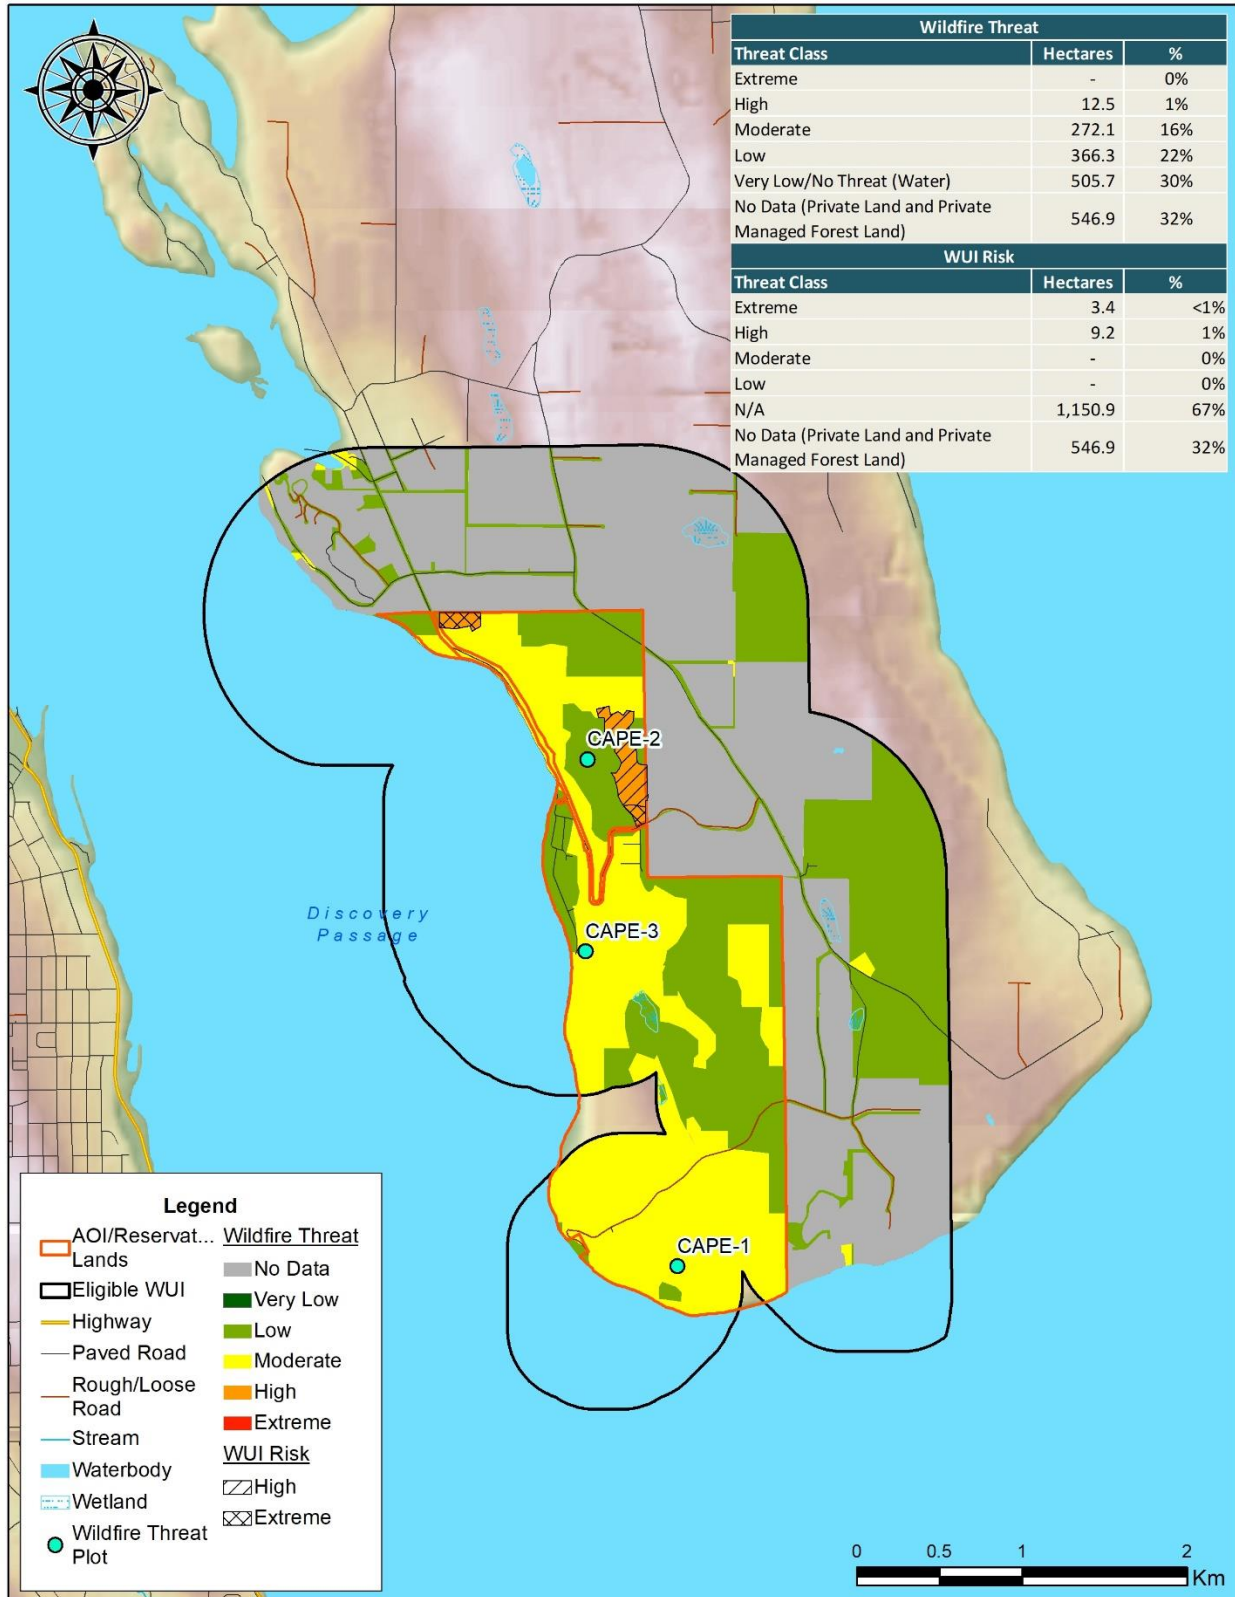 Wildfire Threat
Threat Class Hectares %
Extreme - 0%
High 12.5 1%
Moderate 272.1 16%
Low 366.3 22%
Very Low/No Threat (Water) 505.7 30%
No Data (Private Land and Private
Managed Forest Land) 546.9 32%
WUI Risk
Threat Class Hectares %
Extreme 3.4 <1%
High 9.2 1%
Moderate - 0%
Low - 0%
N/A 1,150.9 67%
No Data (Private Land and Private
Managed Forest Land) 546.9 32%
CAPE-2
Discovery
Passage
CAPE-3
CAPE-1
Legend
AOI/Reservat...
Lands
Eligible WUI
Highway
Paved Road
Rough/Loose
Road
Stream
Waterbody
Wetland
Wildfire Threat
Plot
Wildfire Threat
No Data
Very Low
Low
Moderate
High
Extreme
WUI Risk
High
Extreme
0 0.5 1 2
Km